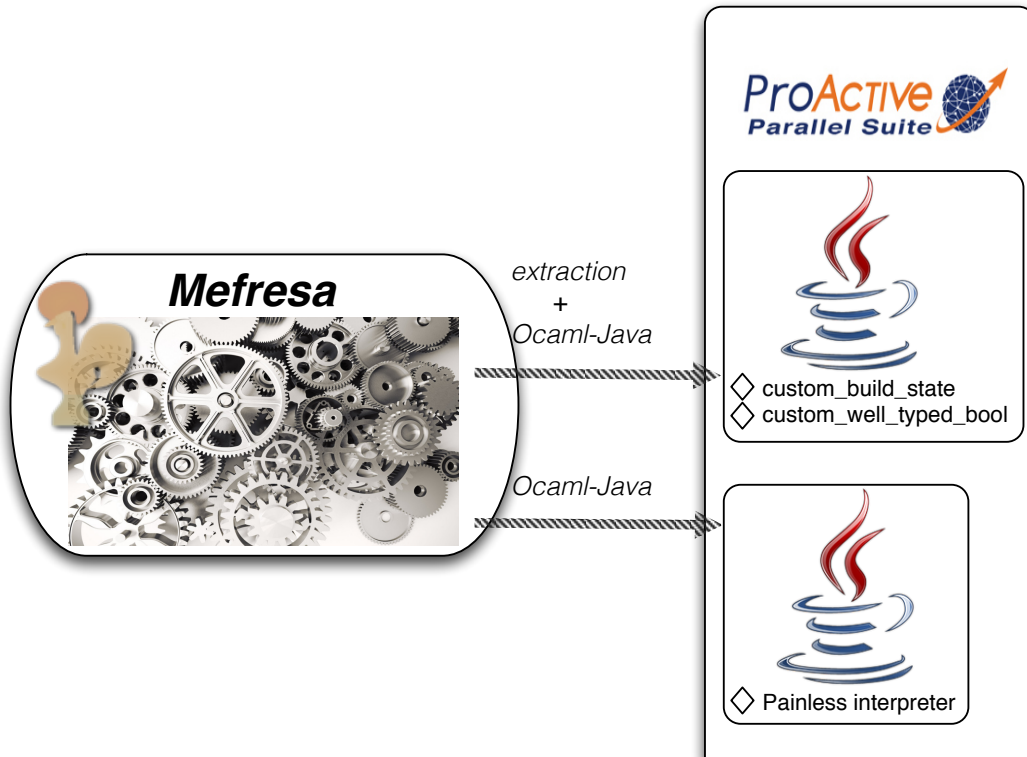 ProActive
Parallel Suite
Mefresa
extraction
+
Ocaml-Java
custom_build_state
custom_well_typed_bool
Ocaml-Java
Painless interpreter